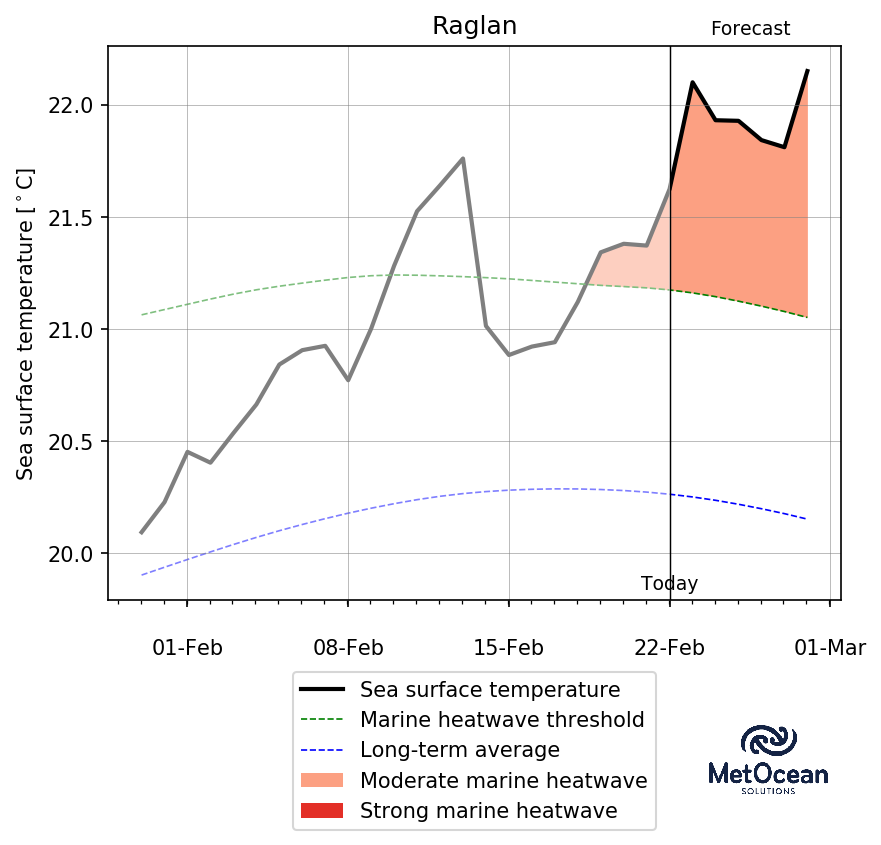 Raglan
Forecast
Sea surface temperature [°C]
22.0
21.5
21.0
20.5
20.0
Today
01-Feb 08-Feb 15-Feb 22-Feb 01-Mar
Sea surface temperature
Marine heatwave threshold
Long-term average
Moderate marine heatwave
Strong marine heatwave
MetOcean
SOLUTIONS